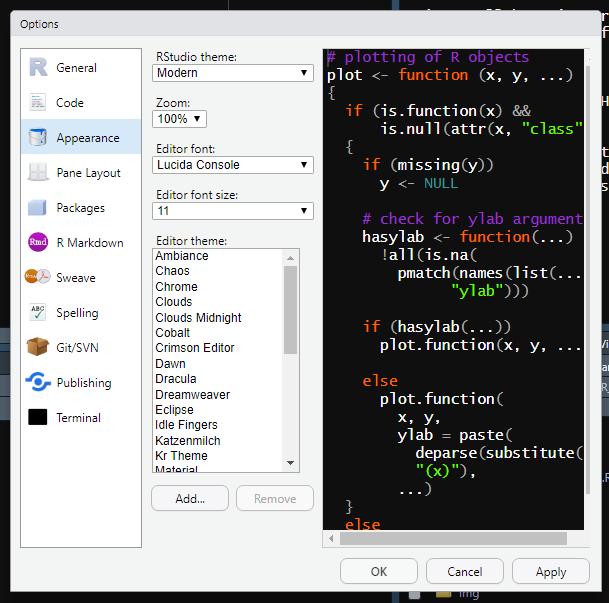 Options
General
Code
Appearance
Pane Layout
Packages
Rmd
R Markdown
Sweave
ABC
Spelling
Git/SVN
Publishing
Terminal
RStudio theme:
Modern
Zoom:
100%
Editor font:
Lucida Console
Editor font size:
11
Editor theme:
Ambiance
Chaos
Chrome
Clouds
Clouds Midnight
Cobalt
Crimson Editor
Dawn
Dracula
Dreamweaver
Eclipse
Idle Fingers
Katzenmilch
Kr Theme
Material
Add...
Remove
# plotting of R objects
plot <- function (x, y, ...)
{
if (is.function(x) &&
is.null(attr(x, "class"
{
if (missing(y))
y <- NULL
# check for ylab argument
hasylab <- function(...)
!all(is.na(
pmatch(names(list(...
"ylab")))
if (hasylab(...))
plot.function(x, y, ...
else
plot.function(
x, y,
ylab = paste(
deparse(substitute(
"(x)"),
...)
}
else
OK
Cancel
Apply
img